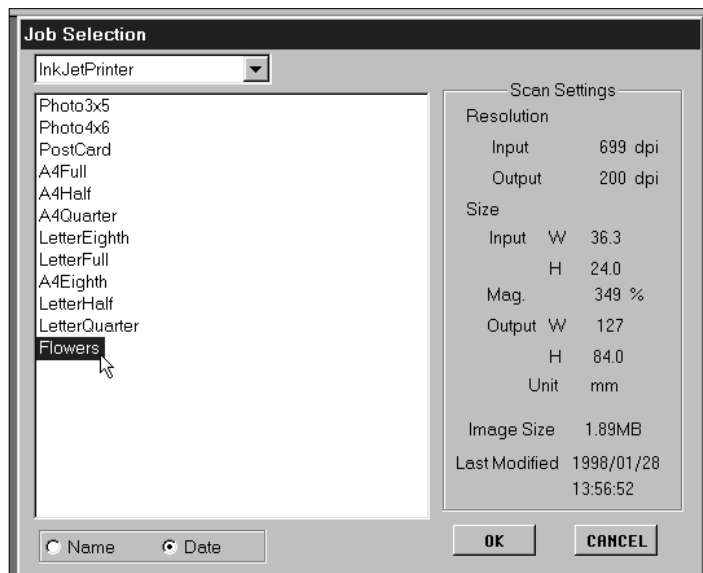 Job Selection
InkJetPrinter
Photo3x5
Photo4x6
PostCard
A4Full
A4Half
A4Quarter
LetterEighth
LetterFull
A4Eighth
LetterHalf
LetterQuarter
Flowers
Name Date
Scan Settings
Resolution
Input 699 dpi
Output 200 dpi
Size
Input W 36.3
H 24.0
Mag. 349 %
Output W 127
H 84.0
Unit mm
Image Size 1.89MB
Last Modified 1998/01/28
13:56:52
OK CANCEL